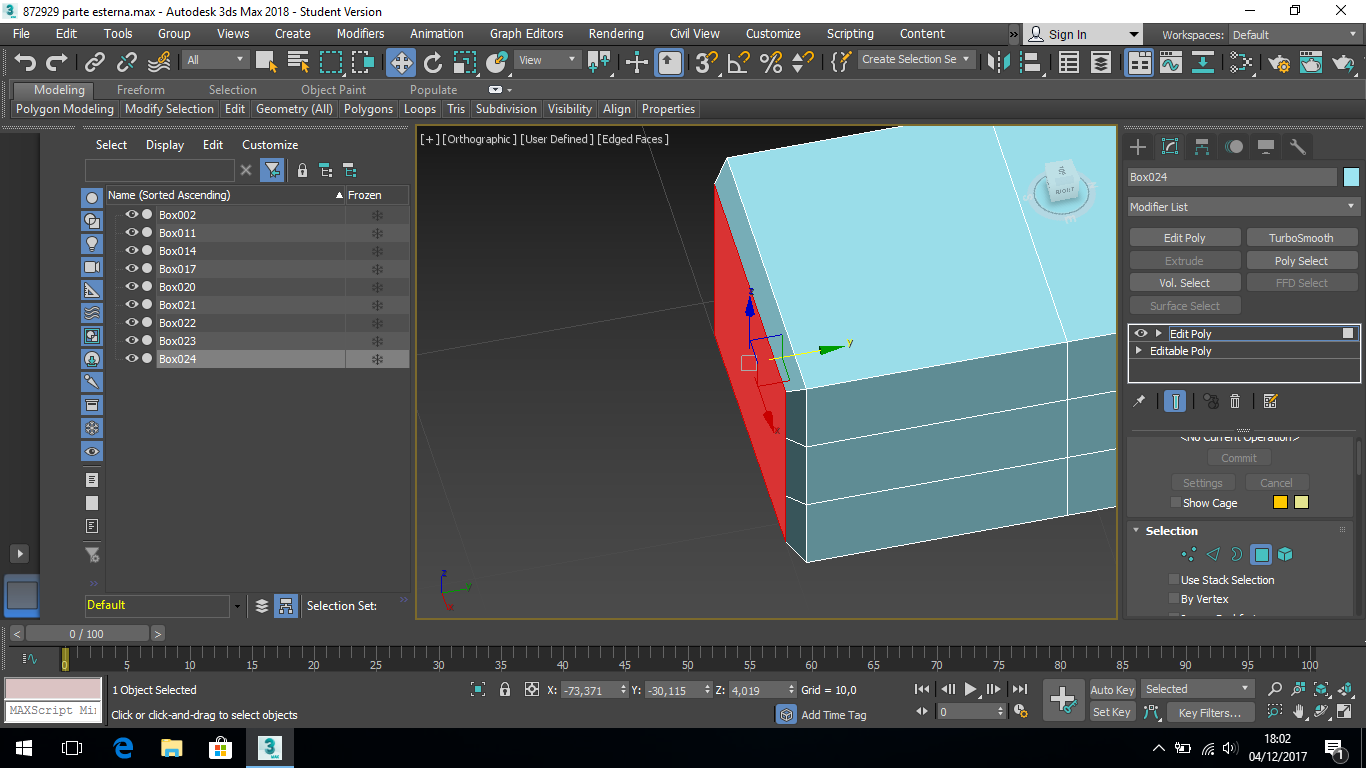 872929 parte esterna.max - Autodesk 3ds Max 2018 - Student Version
File Edit Tools Group Views Create Modifiers Animation Graph Editors Rendering Civil View Customize Scripting Content » Sign In Workspaces: Default
All View Create Selection Se
Modeling Freeform Selection Object Paint Populate
Polygon Modeling Modify Selection Edit Geometry (All) Polygons Loops Tris Subdivision Visibility Align Properties
Select Display Edit Customize
Name (Sorted Ascending) Frozen
Box002
Box011
Box014
Box017
Box020
Box021
Box022
Box023
Box024
Default Selection Set:
[+] [Orthographic] [User Defined] [Edged Faces]
RIGHT
z
y
x
z
y
x
Box024
Modifier List
Edit Poly TurboSmooth
Extrude Poly Select
Vol. Select FFD Select
Surface Select
Edit Poly
Editable Poly
<No Current Operation>
Commit
Settings Cancel
Show Cage
Selection
Use Stack Selection
By Vertex
< 0 / 100 >
0 5 10 15 20 25 30 35 40 45 50 55 60 65 70 75 80 85 90 95 100
1 Object Selected X: -73,371 Y: -30,115 Z: 4,019 Grid = 10,0 Auto Key Selected
MAXScript Mi Click or click-and-drag to select objects Add Time Tag 0 Set Key Key Filters...
18:02
04/12/2017
1